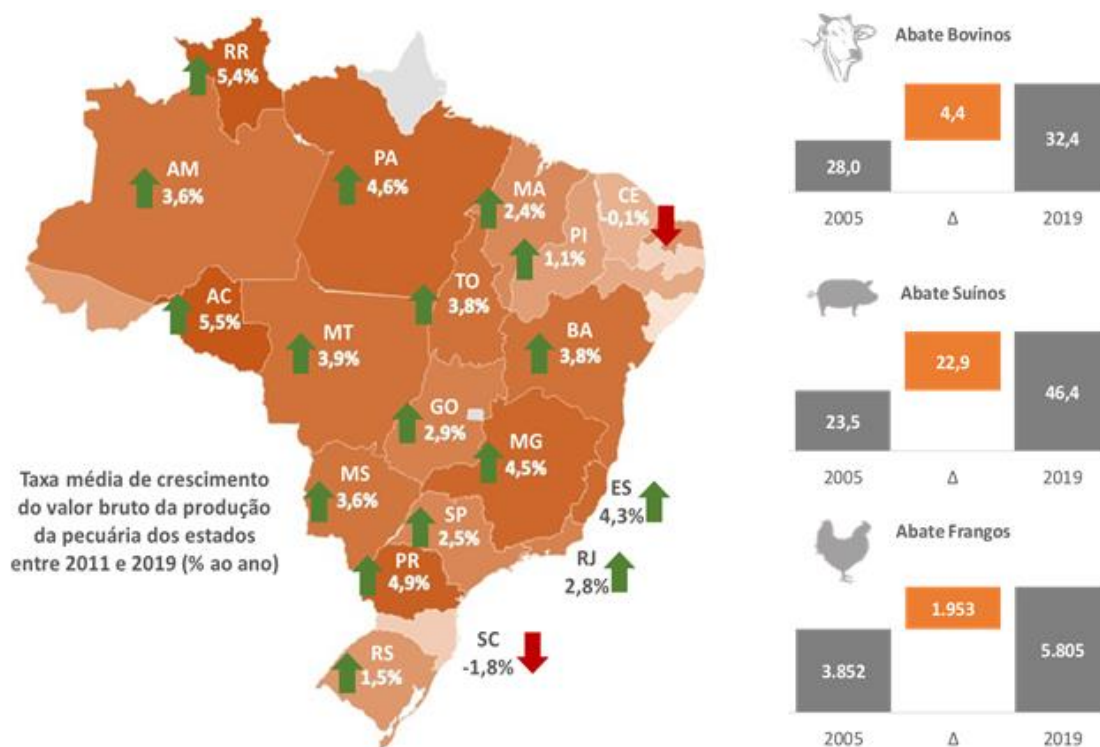 RR
5,4%
AM
3,6%
PA
4,6%
MA
2,4%
CE
-0,1%
PI
1,1%
AC
5,5%
TO
3,8%
MT
3,9%
BA
3,8%
GO
2,9%
MG
4,5%
MS
3,6%
ES
4,3%
SP
2,5%
RJ
2,8%
PR
4,9%
SC
-1,8%
RS
1,5%
Taxa média de crescimento
do valor bruto da produção
da pecuária dos estados
entre 2011 e 2019 (% ao ano)
Abate Bovinos
4,4
28,0
32,4
2005 Δ 2019
Abate Suínos
22,9
23,5
46,4
2005 Δ 2019
Abate Frangos
1.953
3.852
5.805
2005 Δ 2019